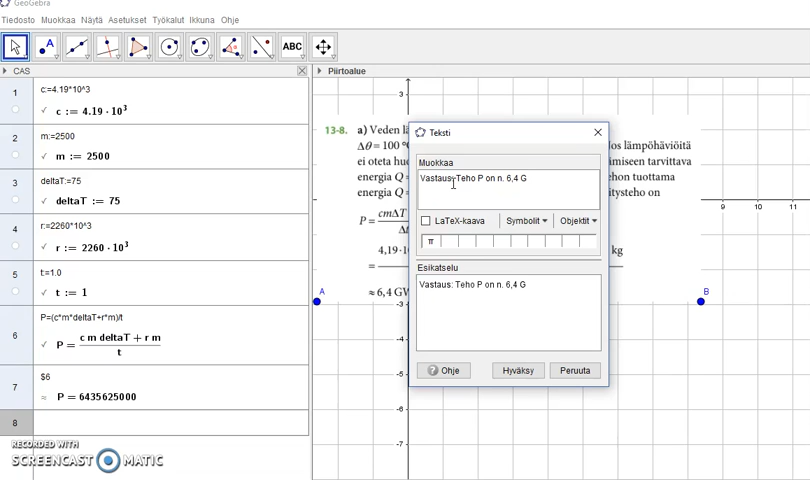 GeoGebra
Tiedosto Muokkaa Näytä Asetukset Työkalut Ikkuna Ohje
A ABC
CAS
Piirtoalue
1 c:=4.19*10^3
c := 4.19 · 10³
2 m:=2500
m := 2500
3 deltaT:=75
deltaT := 75
4 r:=2260*10^3
r := 2260 · 10³
5 t:=1.0
t := 1
6 P=(c*m*deltaT+r*m)/t
P = c m deltaT + r m
t
7 $6
≈ P = 6435625000
8
RECORDED WITH
SCREENCAST MATIC
3
13-8. a) Veden
Δθ = 100 °C
ei oteta
energia Q
energia Q
P = cmΔT
4,19·1
=
≈ 6,4 GW
Jos lämpöhäviöitä
imiseen tarvittava
ehon tuottama
itysteho on
kg
9 10 11
A
B
-3
-4
-5
-6
-7
Teksti
Muokkaa
Vastaus: Teho P on n. 6,4 G
LaTeX-kaava Symbolit Objektit
π
Esikatselu
Vastaus: Teho P on n. 6,4 G
Ohje Hyväksy Peruuta